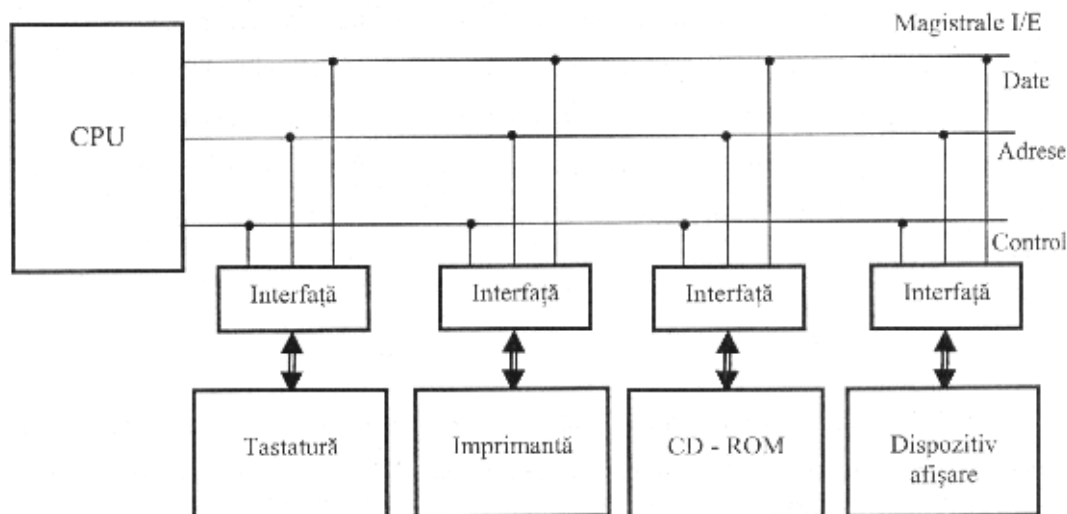 Magistrale I/E
Date
CPU
Adrese
Control
Interfață
Interfață
Interfață
Interfață
Tastatură
Imprimantă
CD - ROM
Dispozitiv
afișare